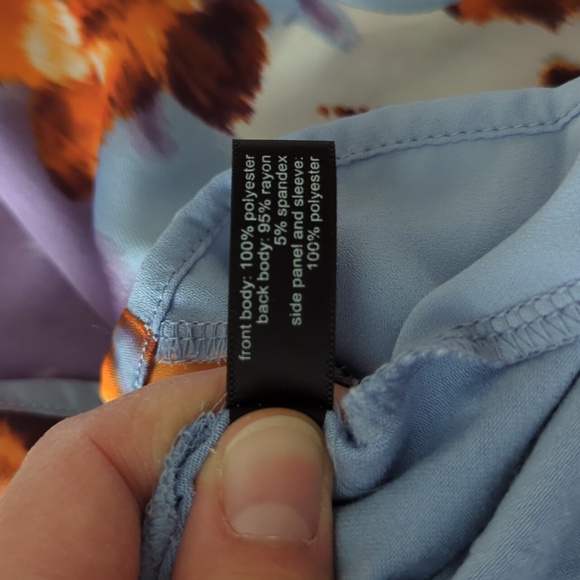 front body: 100% polyester
back body: 95% rayon
5% spandex
side panel and sleeve:
100% polyester